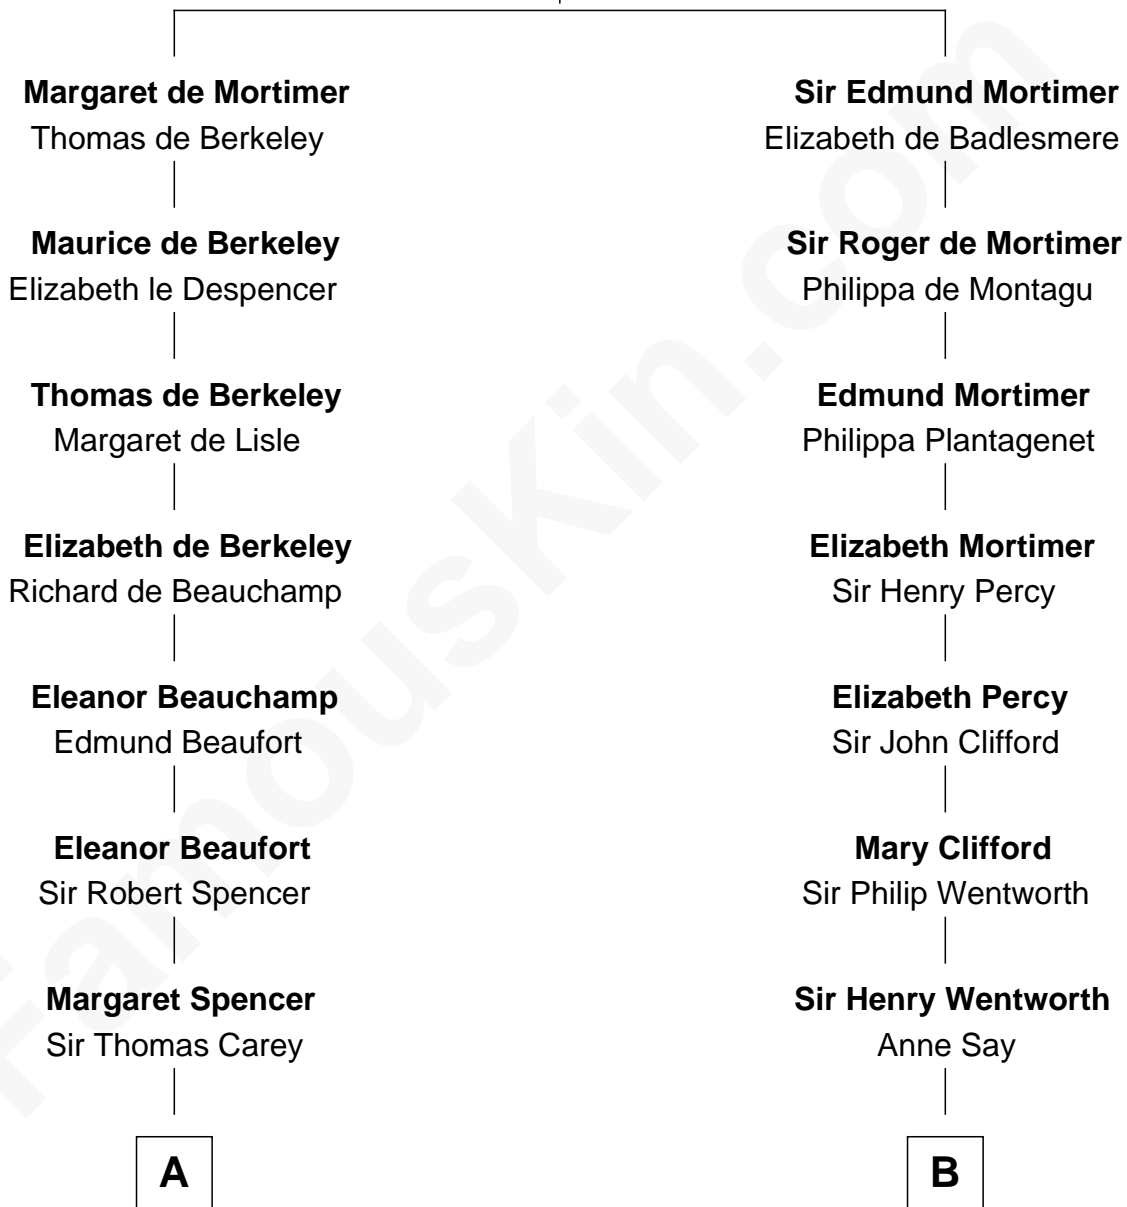 Margaret de Mortimer
Thomas de Berkeley
Sir Edmund Mortimer
Elizabeth de Badlesmere
Maurice de Berkeley
Elizabeth le Despencer
Sir Roger de Mortimer
Philippa de Montagu
Thomas de Berkeley
Margaret de Lisle
Edmund Mortimer
Philippa Plantagenet
Elizabeth de Berkeley
Richard de Beauchamp
Elizabeth Mortimer
Sir Henry Percy
Eleanor Beauchamp
Edmund Beaufort
Elizabeth Percy
Sir John Clifford
Eleanor Beaufort
Sir Robert Spencer
Mary Clifford
Sir Philip Wentworth
Margaret Spencer
Sir Thomas Carey
Sir Henry Wentworth
Anne Say
A
B
FamousKin.com